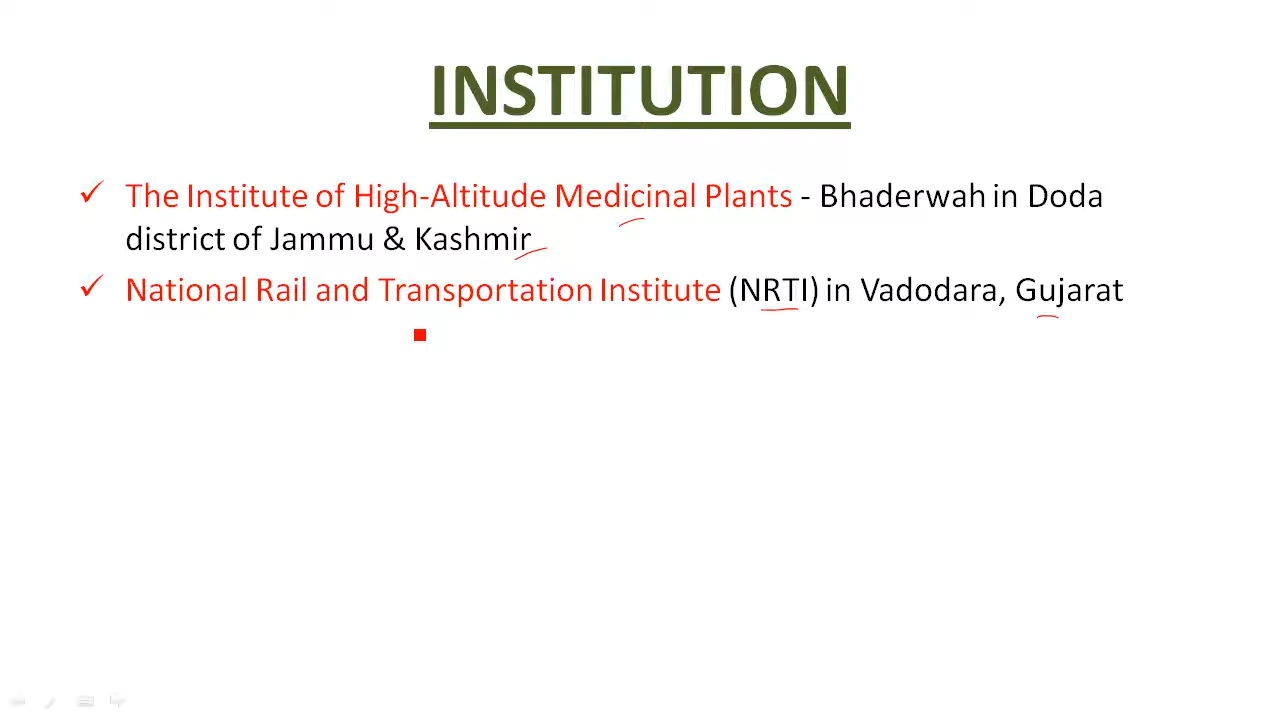 INSTITUTION
The Institute of High-Altitude Medicinal Plants - Bhaderwah in Doda
district of Jammu & Kashmir
National Rail and Transportation Institute (NRTI) in Vadodara, Gujarat